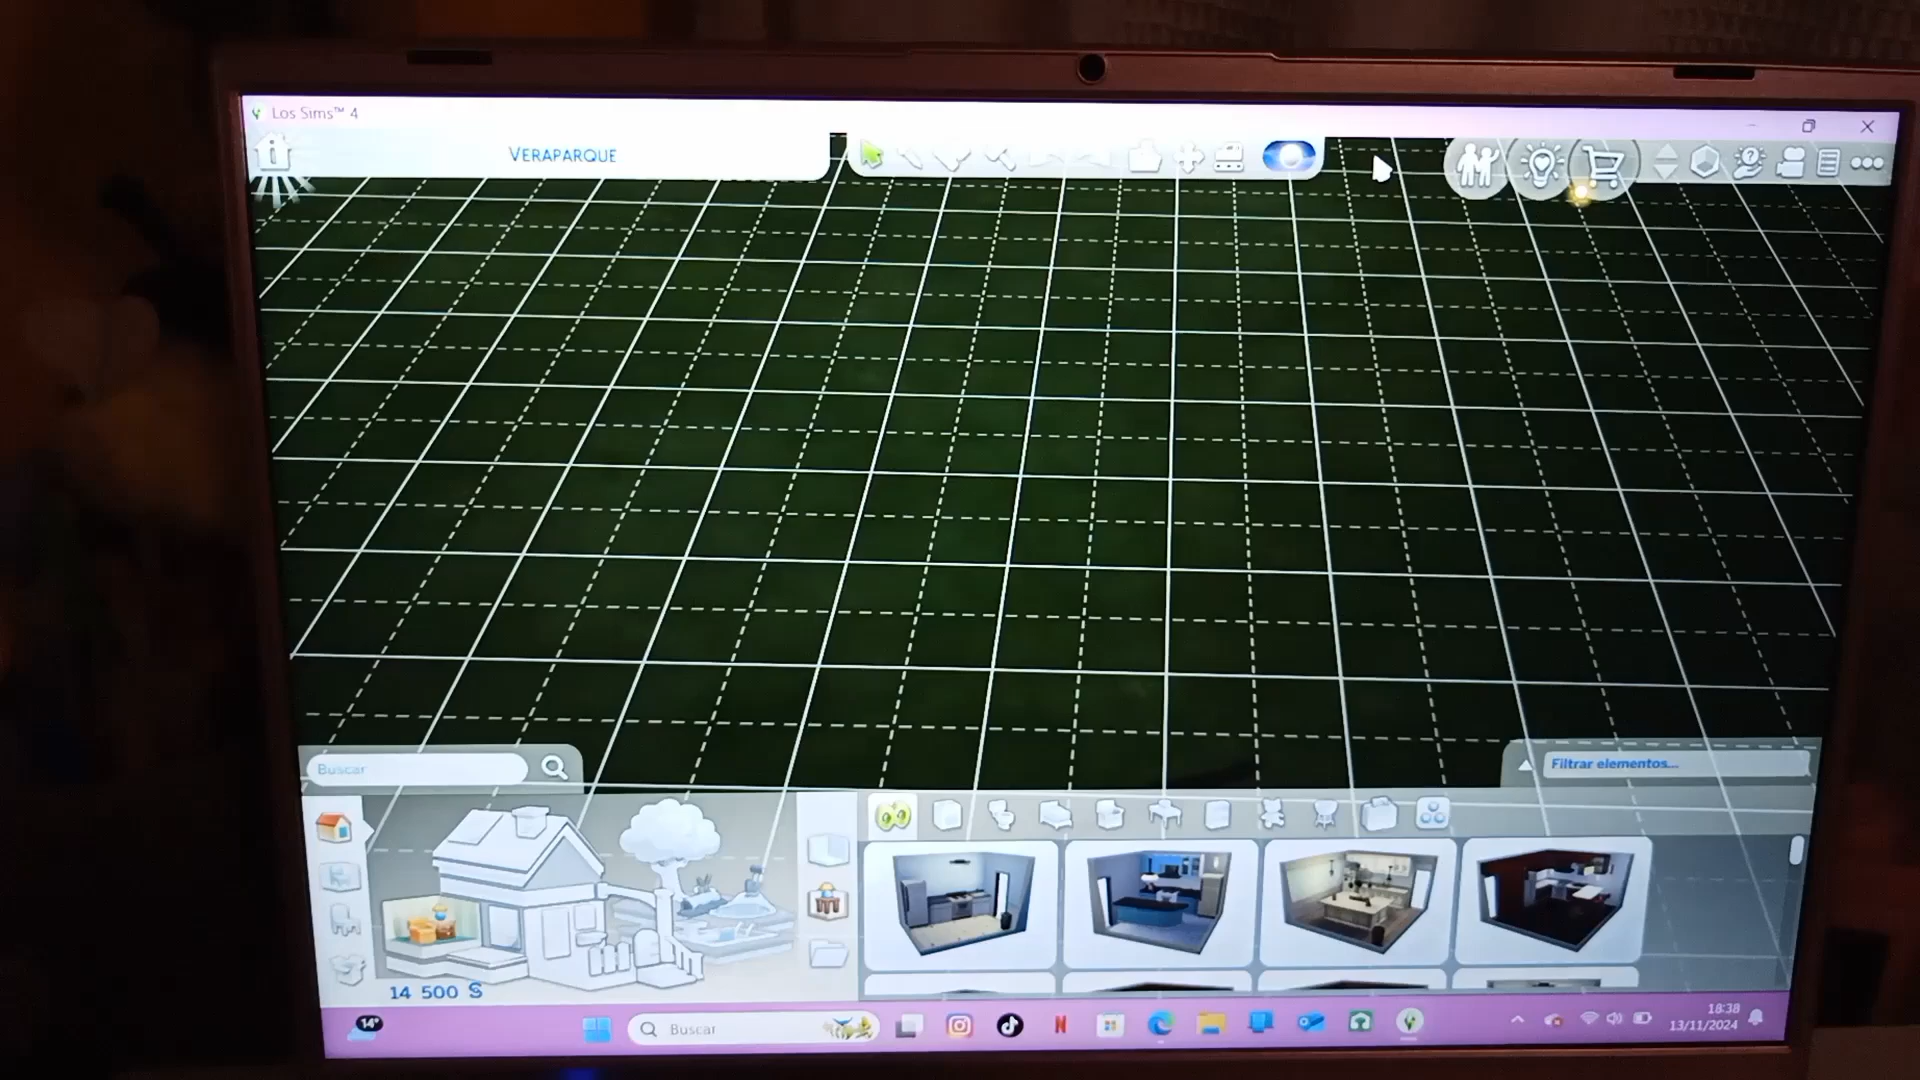 Los Sims™ 4
VERAPARQUE
Buscar
Filtrar elementos...
14 500 §
14°
Buscar
18:38
13/11/2024